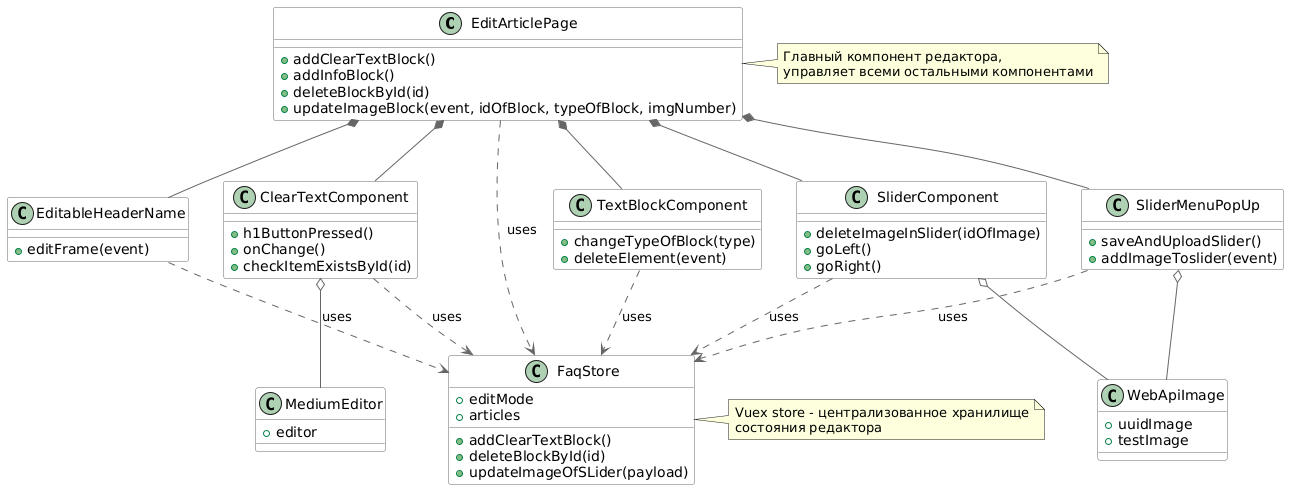 C EditArticlePage
addClearTextBlock()
addInfoBlock()
deleteBlockById(id)
updateImageBlock(event, idOfBlock, typeOfBlock, imgNumber)
Главный компонент редактора,
управляет всеми остальными компонентами
C EditableHeaderName
editFrame(event)
C ClearTextComponent
h1ButtonPressed()
onChange()
checkItemExistsById(id)
uses
C TextBlockComponent
changeTypeOfBlock(type)
deleteElement(event)
C SliderComponent
deleteImageInSlider(idOfImage)
goLeft()
goRight()
C SliderMenuPopUp
saveAndUploadSlider()
addImageToslider(event)
uses
uses
uses
uses
uses
C MediumEditor
editor
C FaqStore
editMode
articles
addClearTextBlock()
deleteBlockById(id)
updateImageOfSLider(payload)
Vuex store - централизованное хранилище
состояния редактора
C WebApiImage
uuidImage
testImage